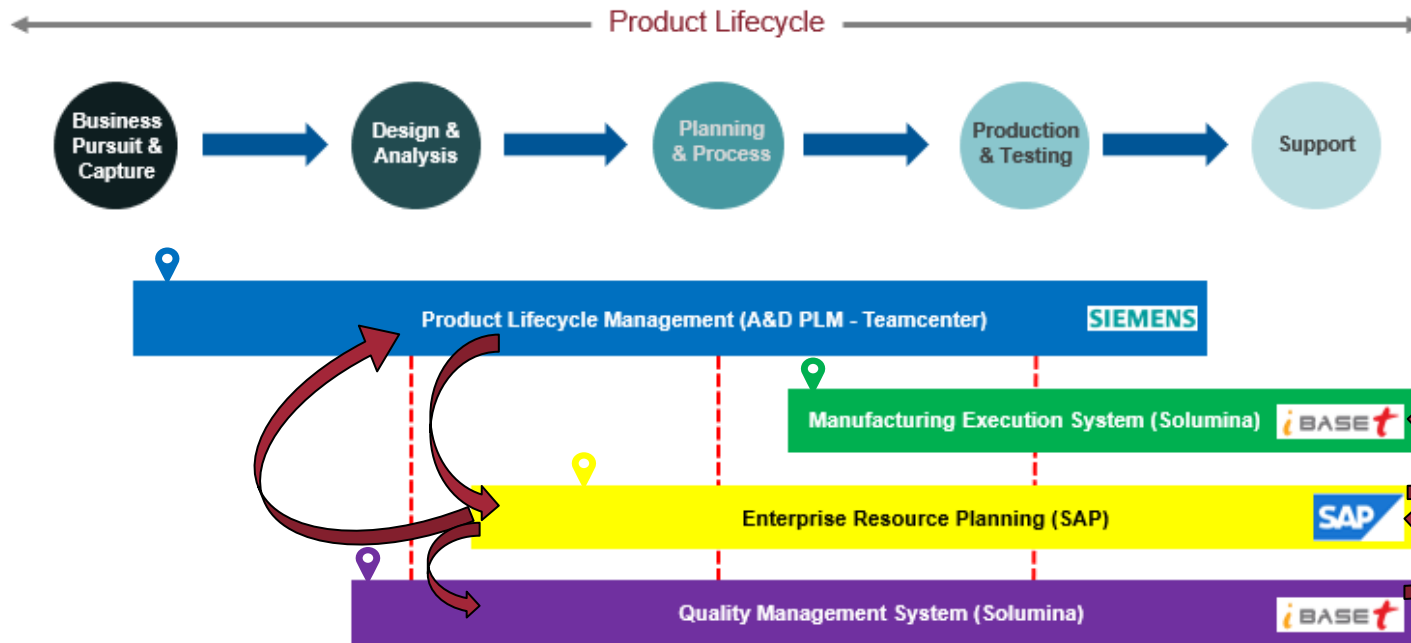 Product Lifecycle
Business
Pursuit &
Capture
Design &
Analysis
Planning
& Process
Production
& Testing
Support
Product Lifecycle Management (A&D PLM - Teamcenter)
SIEMENS
Manufacturing Execution System (Solumina)
iBASEt
Enterprise Resource Planning (SAP)
SAP
Quality Management System (Solumina)
iBASEt